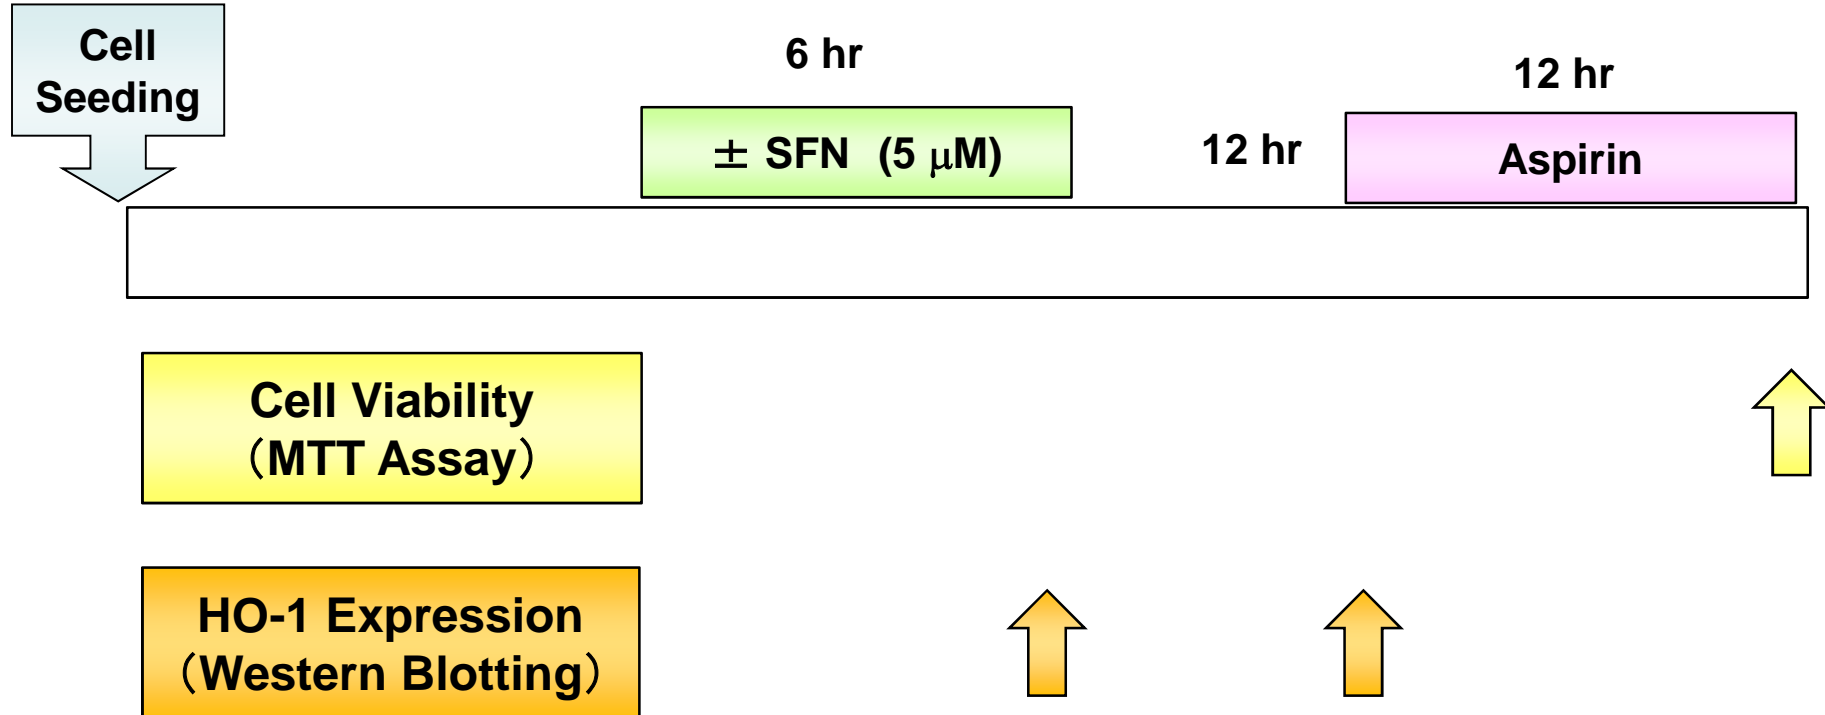 Cell
Seeding
6 hr
± SFN (5 μM)
12 hr
12 hr
Aspirin
Cell Viability
（MTT Assay）
HO-1 Expression
（Western Blotting）